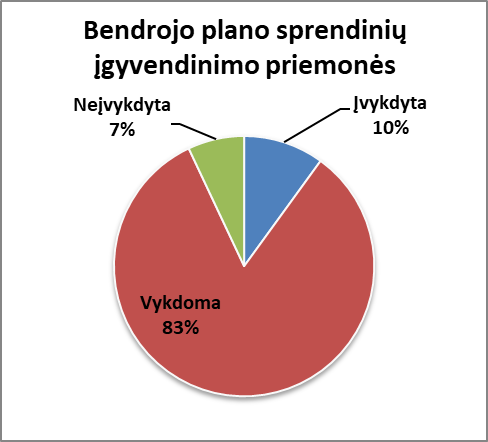 Bendrojo plano sprendinių
įgyvendinimo priemonės
Neįvykdyta
7%
Įvykdyta
10%
Vykdoma
83%